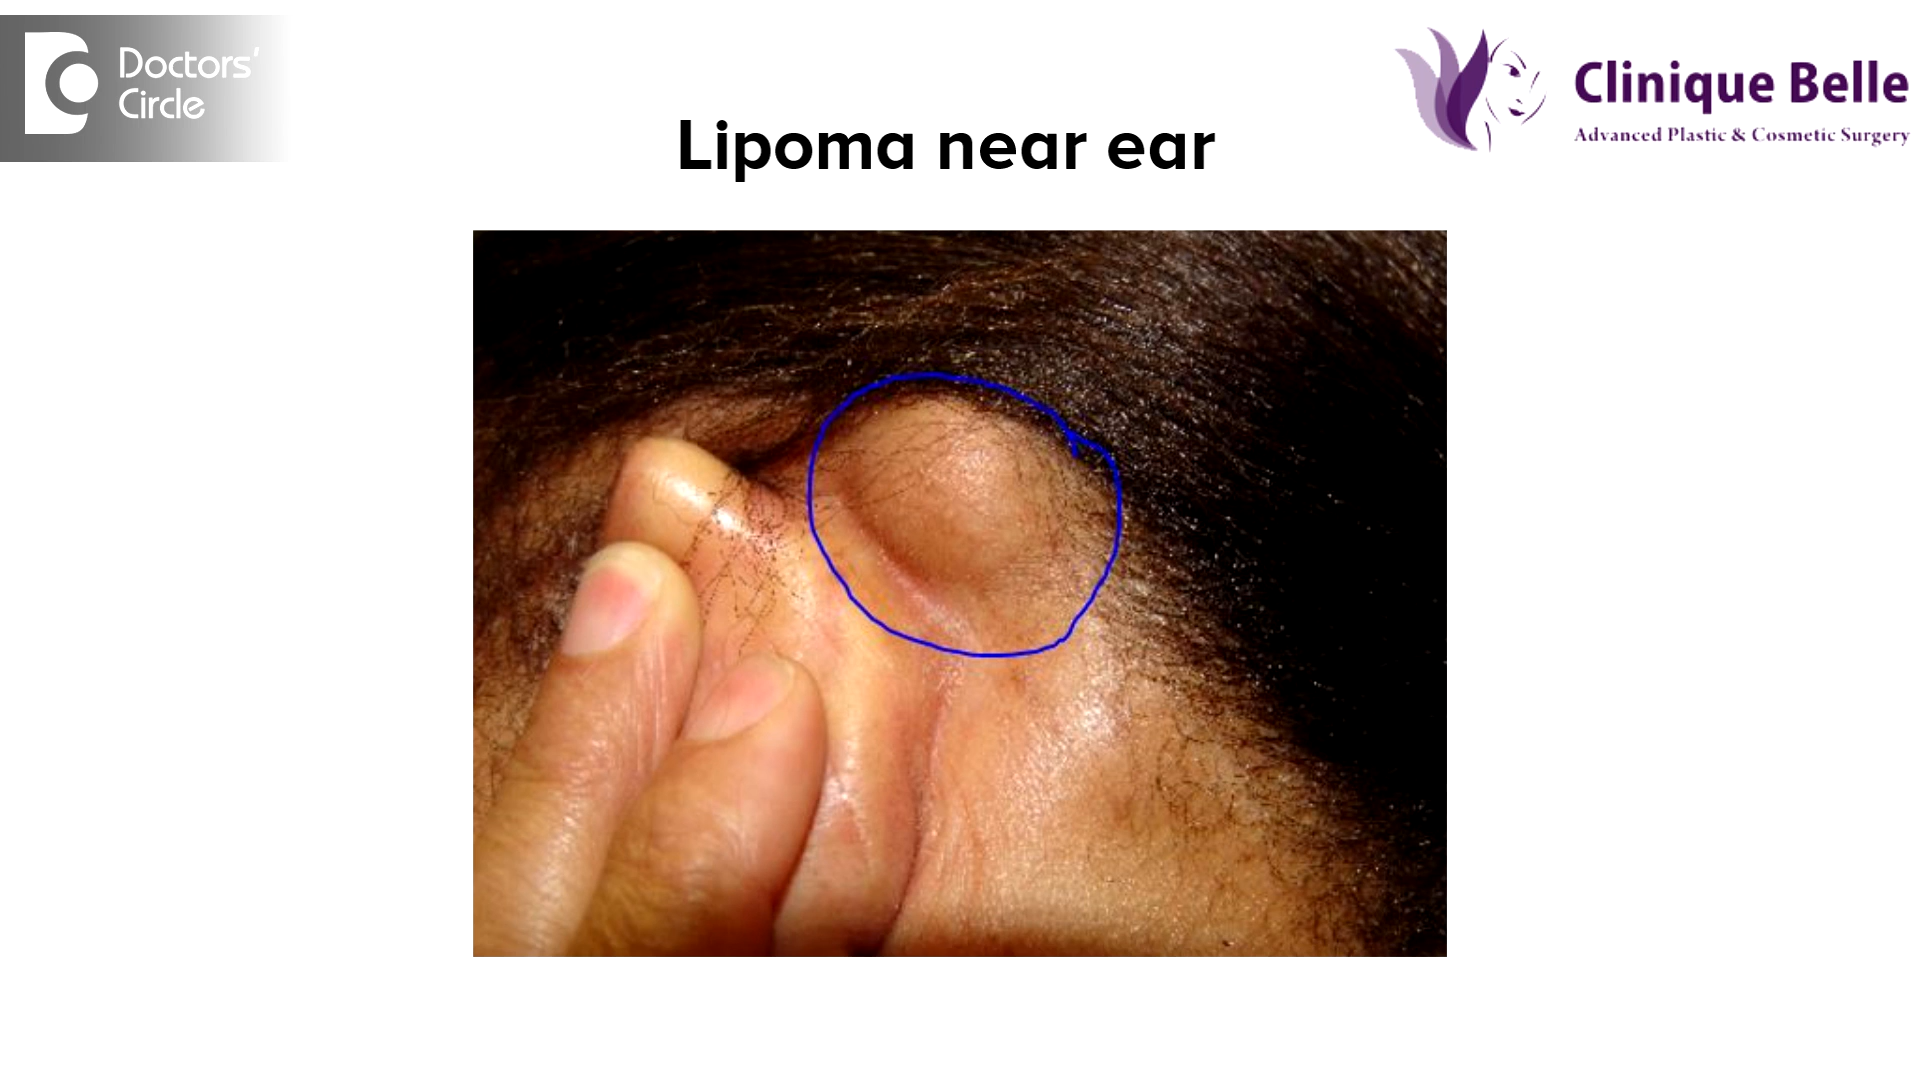 Doctors'
Circle
Lipoma near ear
Clinique Belle
Advanced Plastic & Cosmetic Surgery